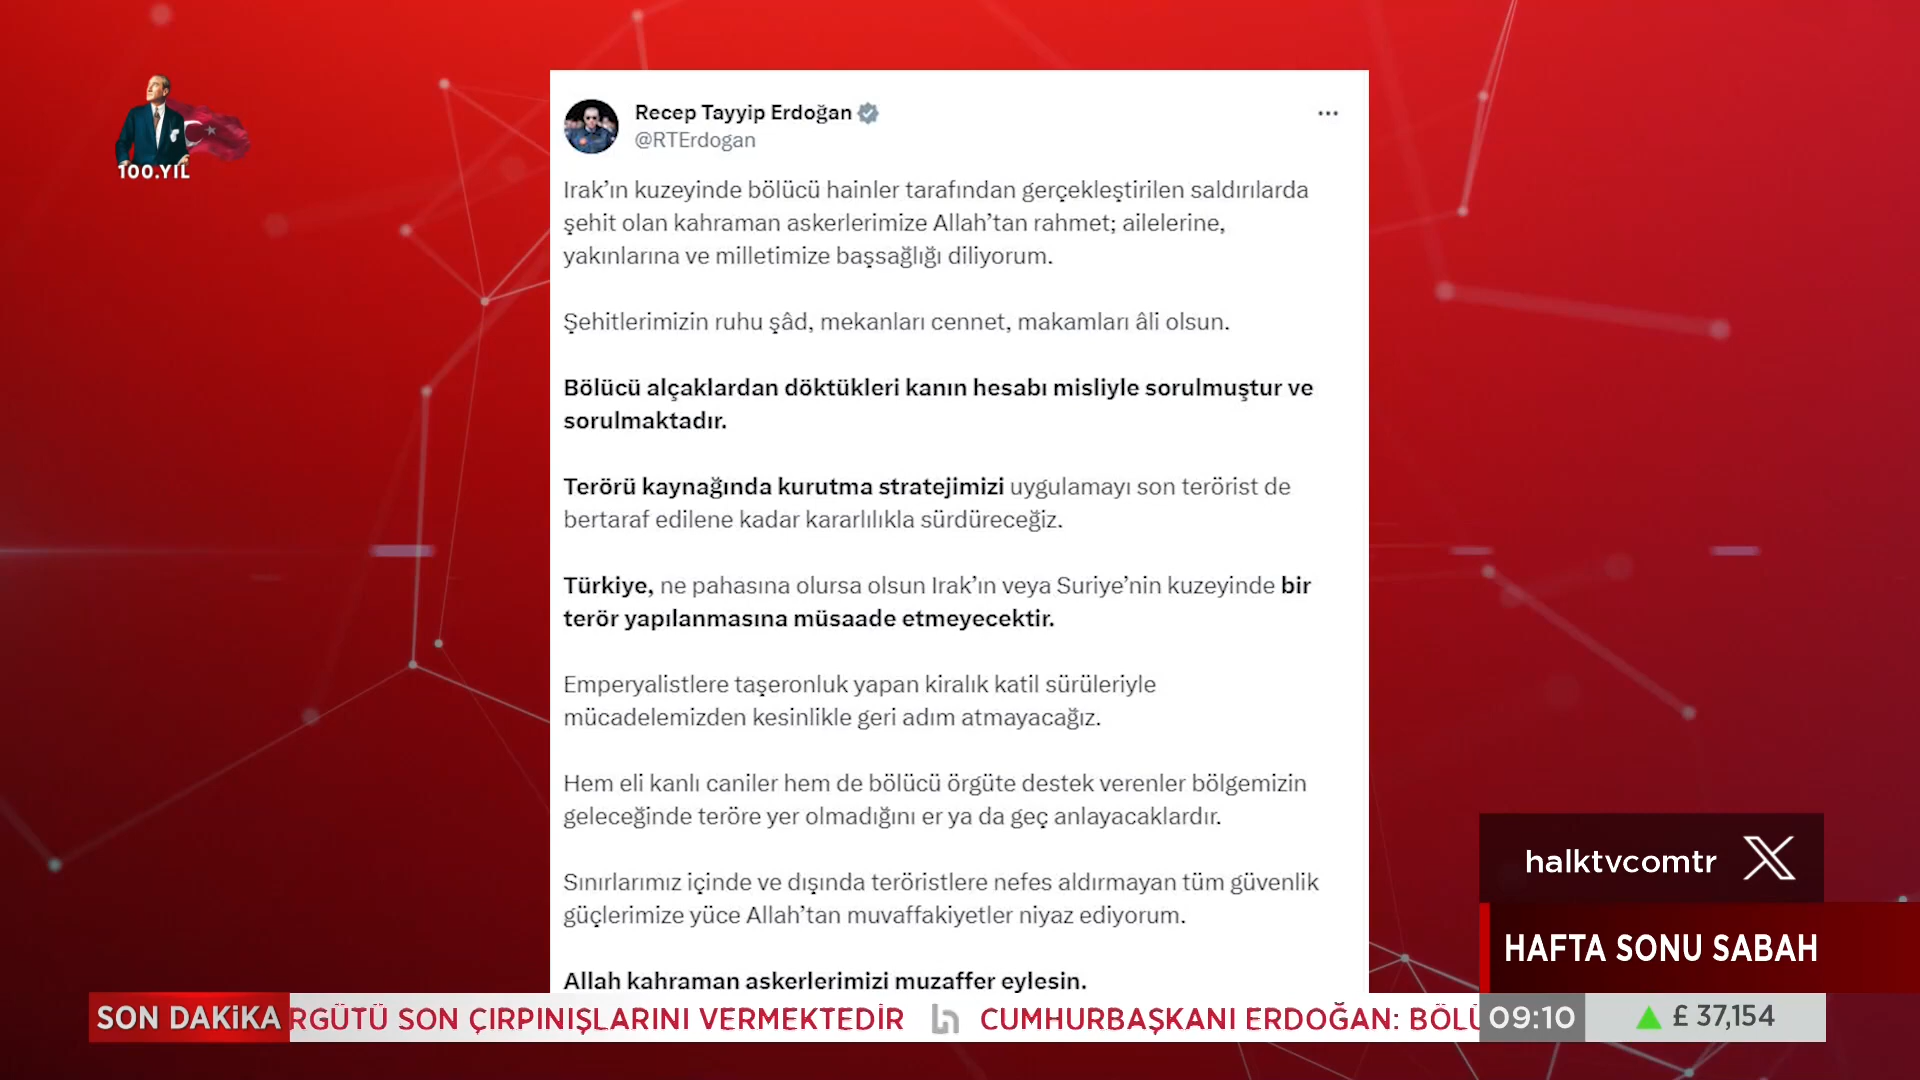 100.YIL
Recep Tayyip Erdoğan
@RTErdogan
Irak’ın kuzeyinde bölücü hainler tarafından gerçekleştirilen saldırılarda
şehit olan kahraman askerlerimize Allah’tan rahmet; ailelerine,
yakınlarına ve milletimize başsağlığı diliyorum.
Şehitlerimizin ruhu şâd, mekanları cennet, makamları âli olsun.
Bölücü alçaklardan döktükleri kanın hesabı misliyle sorulmuştur ve
sorulmaktadır.
Terörü kaynağında kurutma stratejimizi uygulamayı son terörist de
bertaraf edilene kadar kararlılıkla sürdüreceğiz.
Türkiye, ne pahasına olursa olsun Irak’ın veya Suriye’nin kuzeyinde bir
terör yapılanmasına müsaade etmeyecektir.
Emperyalistlere taşeronluk yapan kiralık katil sürüleriyle
mücadelemizden kesinlikle geri adım atmayacağız.
Hem eli kanlı caniler hem de bölücü örgüte destek verenler bölgemizin
geleceğinde teröre yer olmadığını er ya da geç anlayacaklardır.
Sınırlarımız içinde ve dışında teröristlere nefes aldırmayan tüm güvenlik
güçlerimize yüce Allah’tan muvaffakiyetler niyaz ediyorum.
Allah kahraman askerlerimizi muzaffer eylesin.
halktvcomtr X
HAFTA SONU SABAH
SON DAKİKA RGÜTÜ SON ÇIRPINIŞLARINI VERMEKTEDİR h CUMHURBAŞKANI ERDOĞAN: BÖLÜ 09:10 £ 37,154